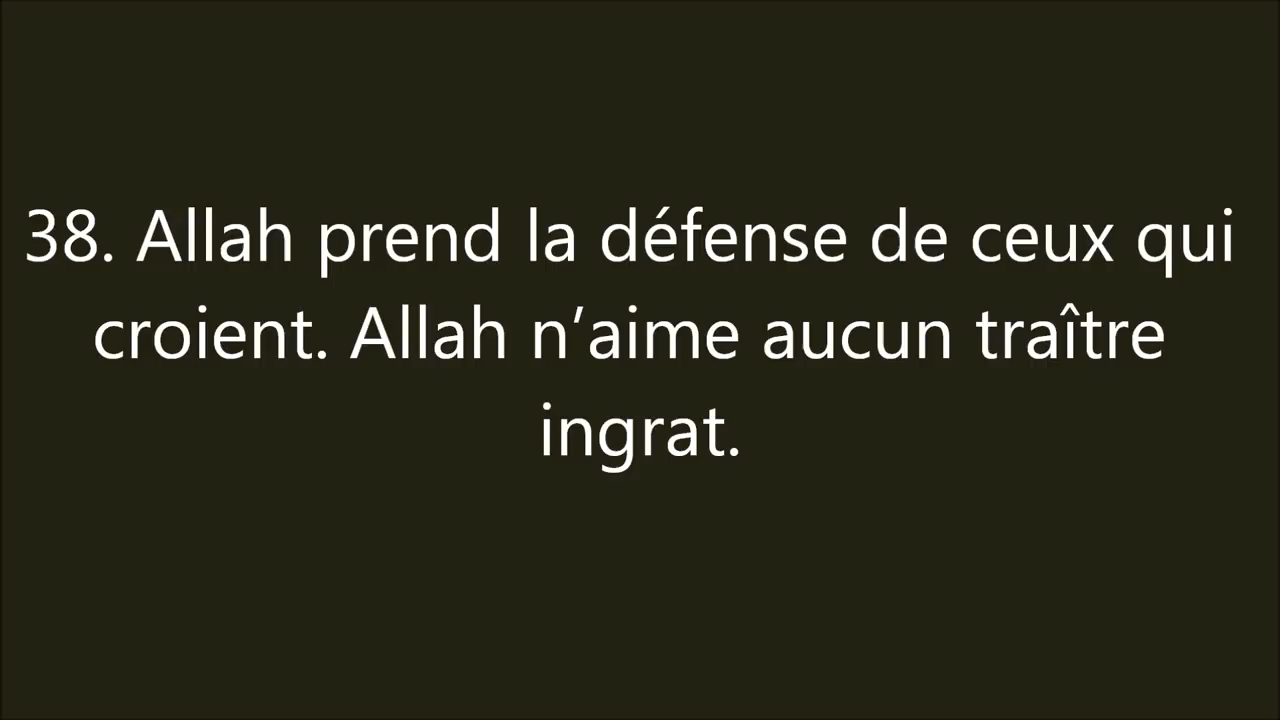 38. Allah prend la défense de ceux qui
croient. Allah n’aime aucun traître
ingrat.